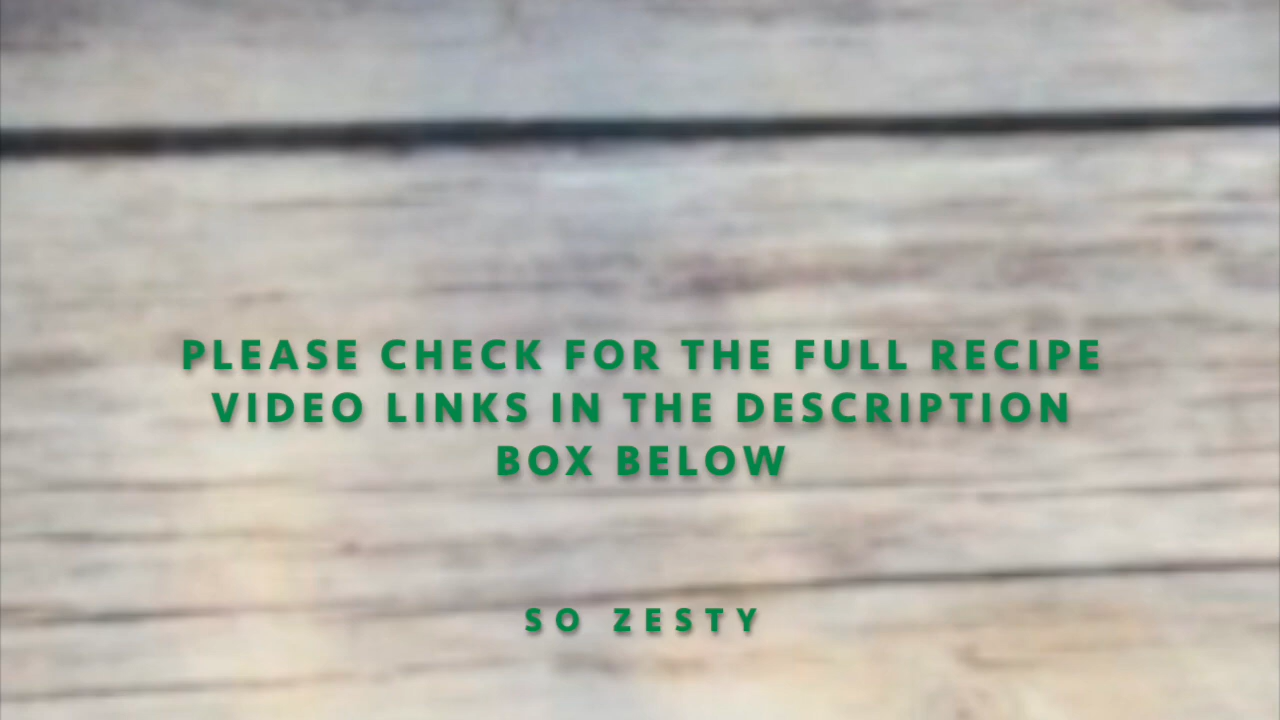 PLEASE CHECK FOR THE FULL RECIPE
VIDEO LINKS IN THE DESCRIPTION
BOX BELOW
SO ZESTY